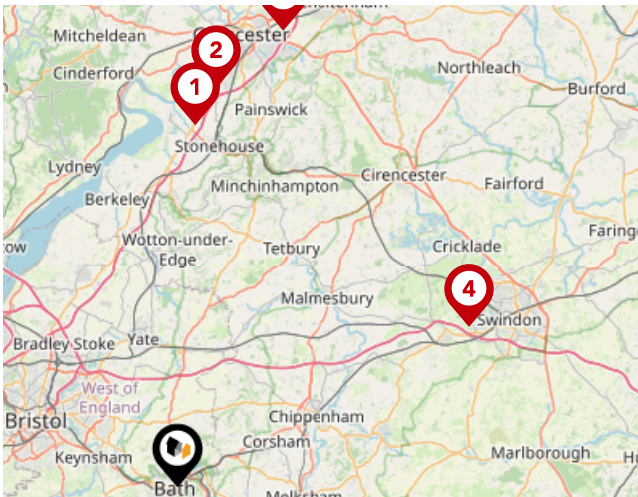 Mitcheldean
2
Cinderford
1
Northleach
Burford
Painswick
Stonehouse
Lydney
Cirencester
Minchinhampton
Fairford
Berkeley
Wotton-under-
Edge
Tetbury
Cricklade
4
Malmesbury
Swindon
Bradley Stoke
Yate
West of
England
Bristol
Chippenham
Corsham
Keynsham
Marlborough
Bath
Melksham